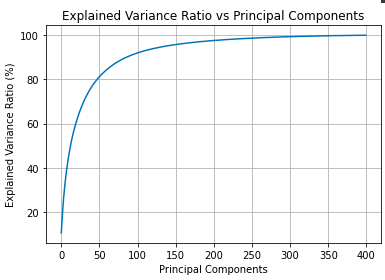 Explained Variance Ratio vs Principal Components
Explained Variance Ratio (%)
100
80
60
40
20
0 50 100 150 200 250 300 350 400
Principal Components